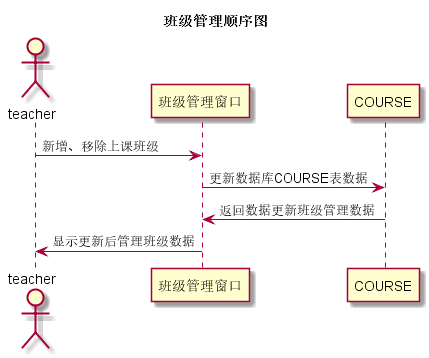 班级管理顺序图
teacher
班级管理窗口
COURSE
新增、移除上课班级
更新数据库COURSE表数据
返回数据更新班级管理数据
显示更新后管理班级数据
teacher
班级管理窗口
COURSE